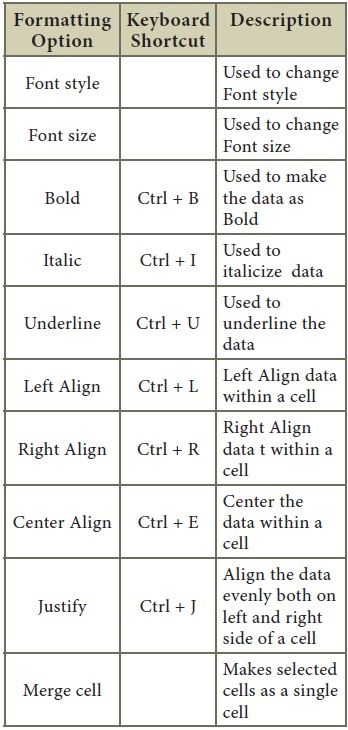 Formatting Option Keyboard Shortcut Description
Font style Used to change Font style
Font size Used to change Font size
Bold Ctrl + B Used to make the data as Bold
Italic Ctrl + I Used to italicize data
Underline Ctrl + U Used to underline the data
Left Align Ctrl + L Left Align data within a cell
Right Align Ctrl + R Right Align data t within a cell
Center Align Ctrl + E Center the data within a cell
Justify Ctrl + J Align the data evenly both on left and right side of a cell
Merge cell Makes selected cells as a single cell